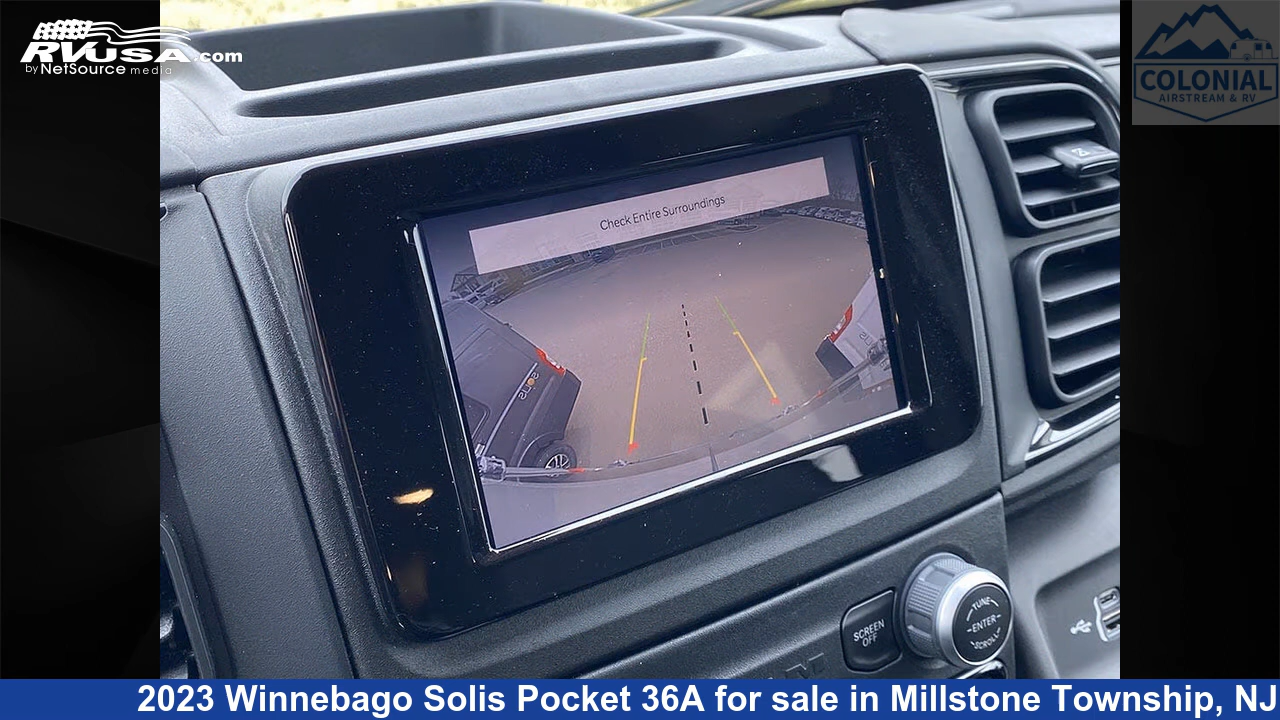 RVUSA.com
by NetSource media
COLONIAL
AIRSTREAM & RV
Check Entire Surroundings
SCREEN
OFF
TUNE
ENTER
SCROLL
2023 Winnebago Solis Pocket 36A for sale in Millstone Township, NJ